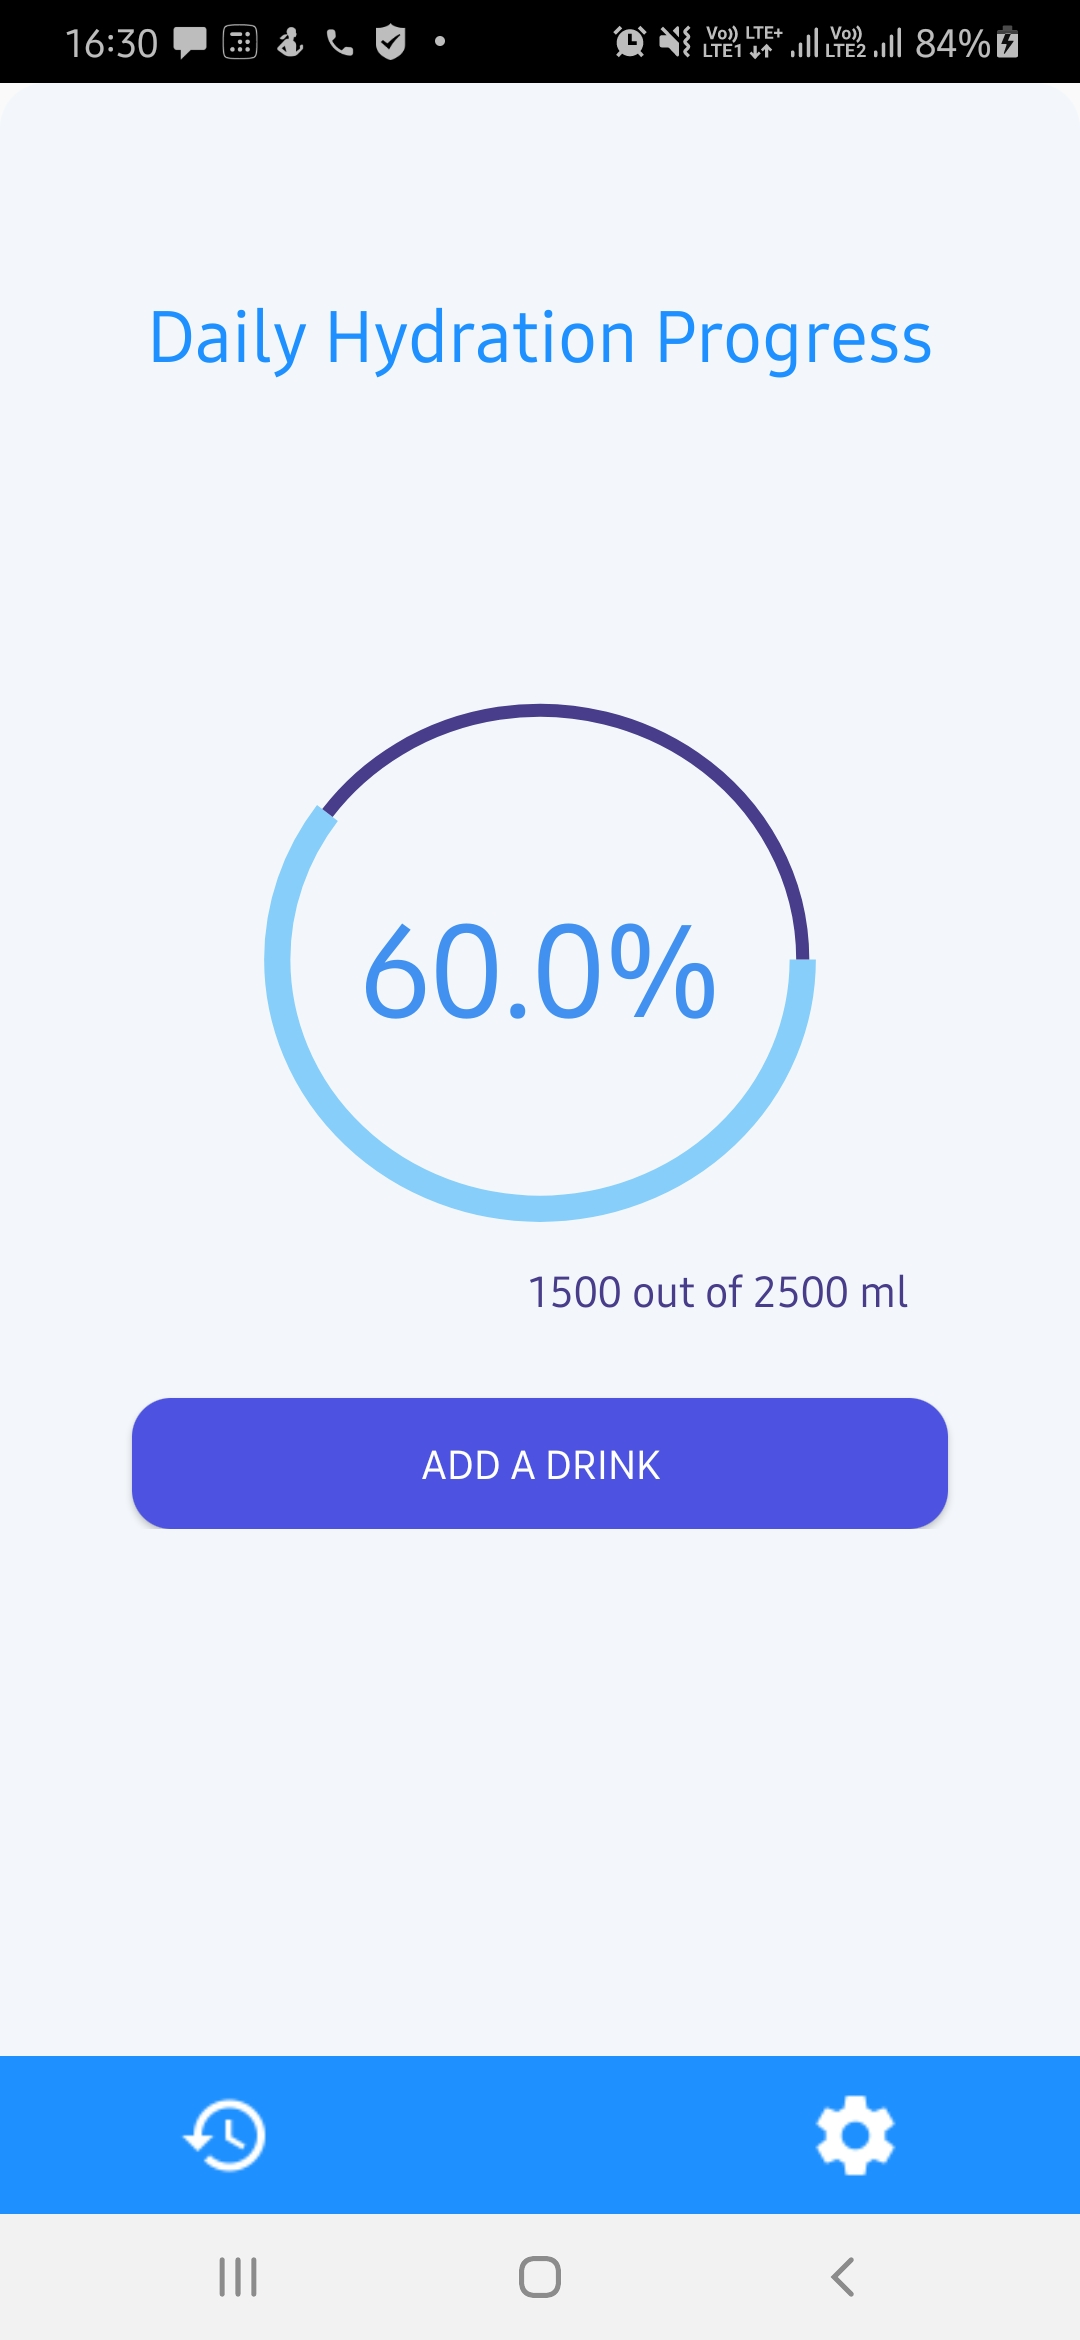 16:30 Vo)) LTE1 LTE+ Vo)) LTE2 84%
Daily Hydration Progress
60.0%
1500 out of 2500 ml
ADD A DRINK